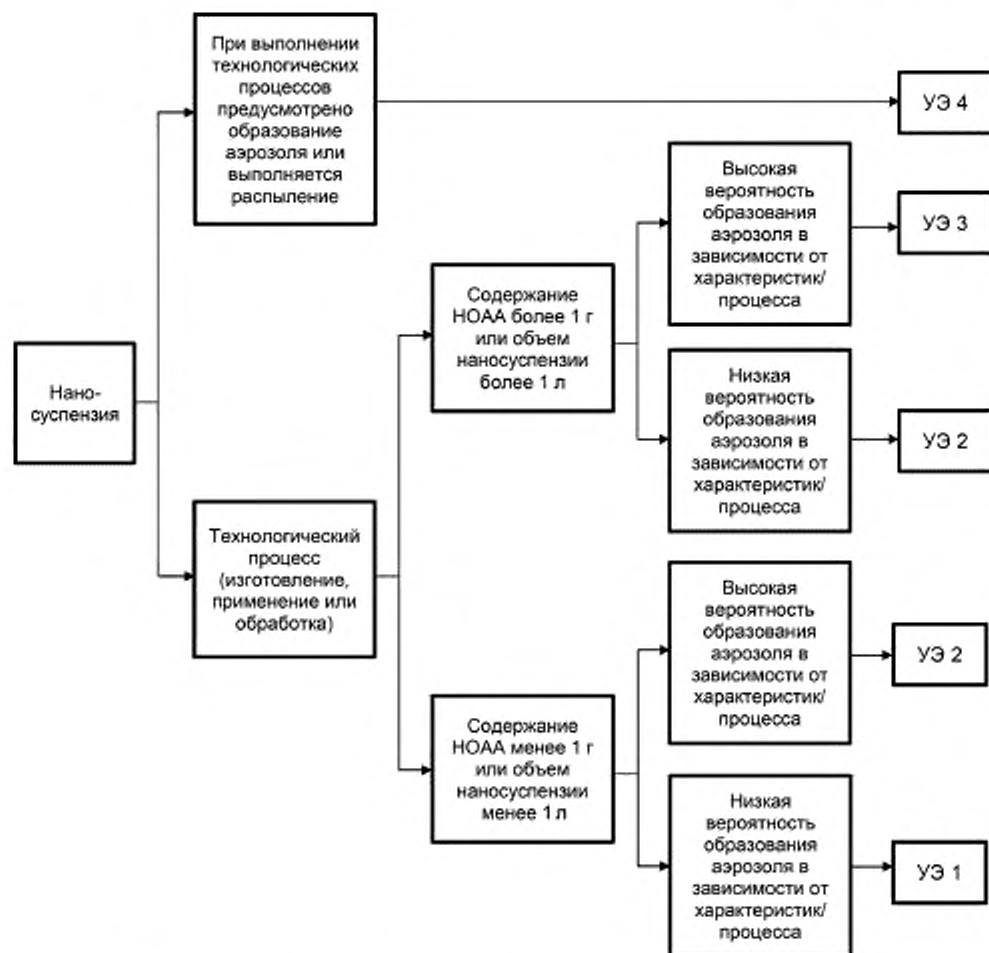 При выполнении
технологических
процессов
предусмотрено
образование
аэрозоля или
выполняется
распыление
УЭ 4
Высокая
вероятность
образования
аэрозоля в
зависимости от
характеристик/
процесса
УЭ 3
Содержание
НОАА более 1 г
или объем
наносуспензии
более 1 л
Нано-
суспензия
Низкая
вероятность
образования
аэрозоля в
зависимости от
характеристик/
процесса
УЭ 2
Технологический
процесс
(изготовление,
применение или
обработка)
Высокая
вероятность
образования
аэрозоля в
зависимости от
характеристик/
процесса
УЭ 2
Содержание
НОАА менее 1 г
или объем
наносуспензии
менее 1 л
Низкая
вероятность
образования
аэрозоля в
зависимости от
характеристик/
процесса
УЭ 1